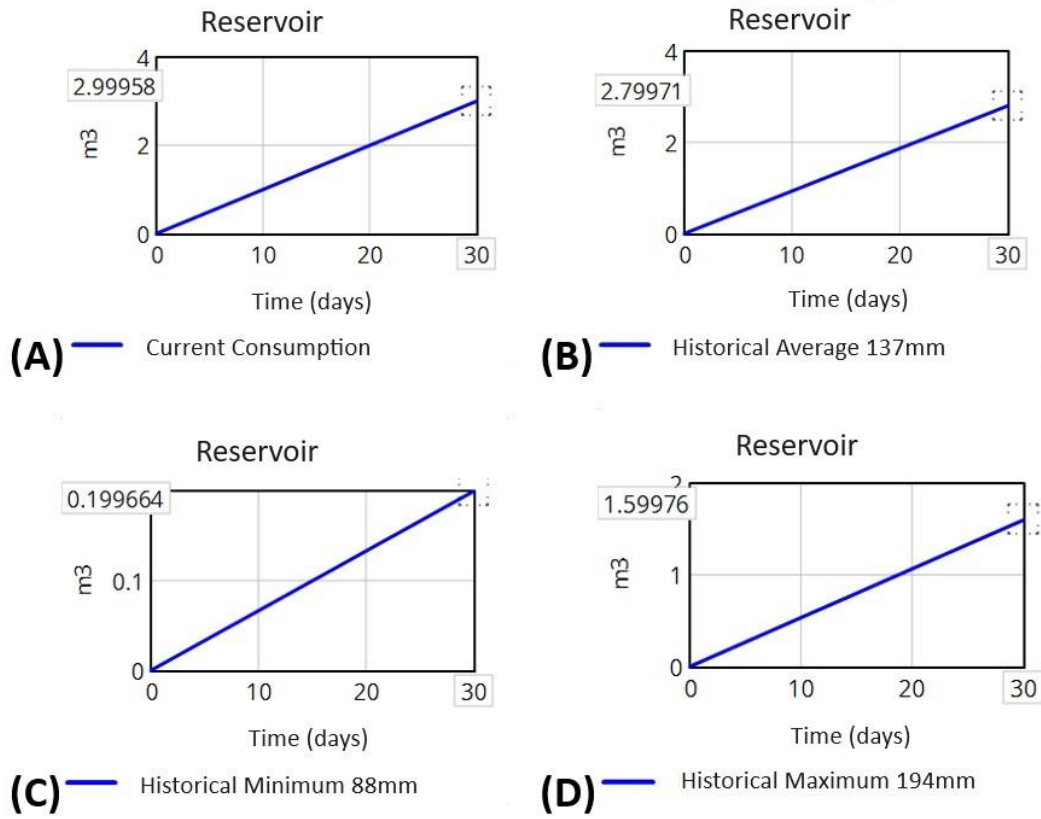 Reservoir
4
2.99958
m3
2
0
0
10
20
30
Time (days)
(A)
Current Consumption
Reservoir
4
2.79971
m3
2
0
0
10
20
30
Time (days)
(B)
Historical Average 137mm
Reservoir
0.199664
m3
0.1
0
0
10
20
30
Time (days)
(C)
Historical Minimum 88mm
Reservoir
2
1.59976
m3
1
0
0
10
20
30
Time (days)
(D)
Historical Maximum 194mm